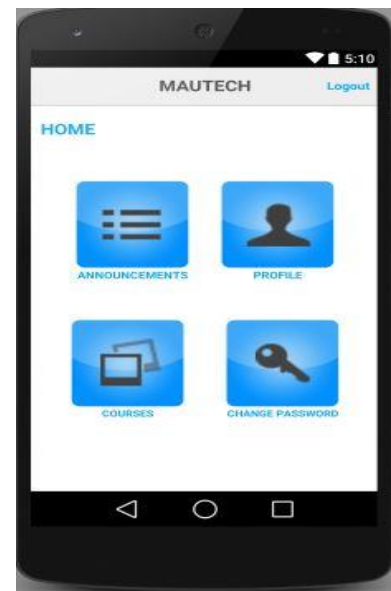 5:10
MAUTECH Logout
HOME
ANNOUNCEMENTS PROFILE
COURSES CHANGE PASSWORD